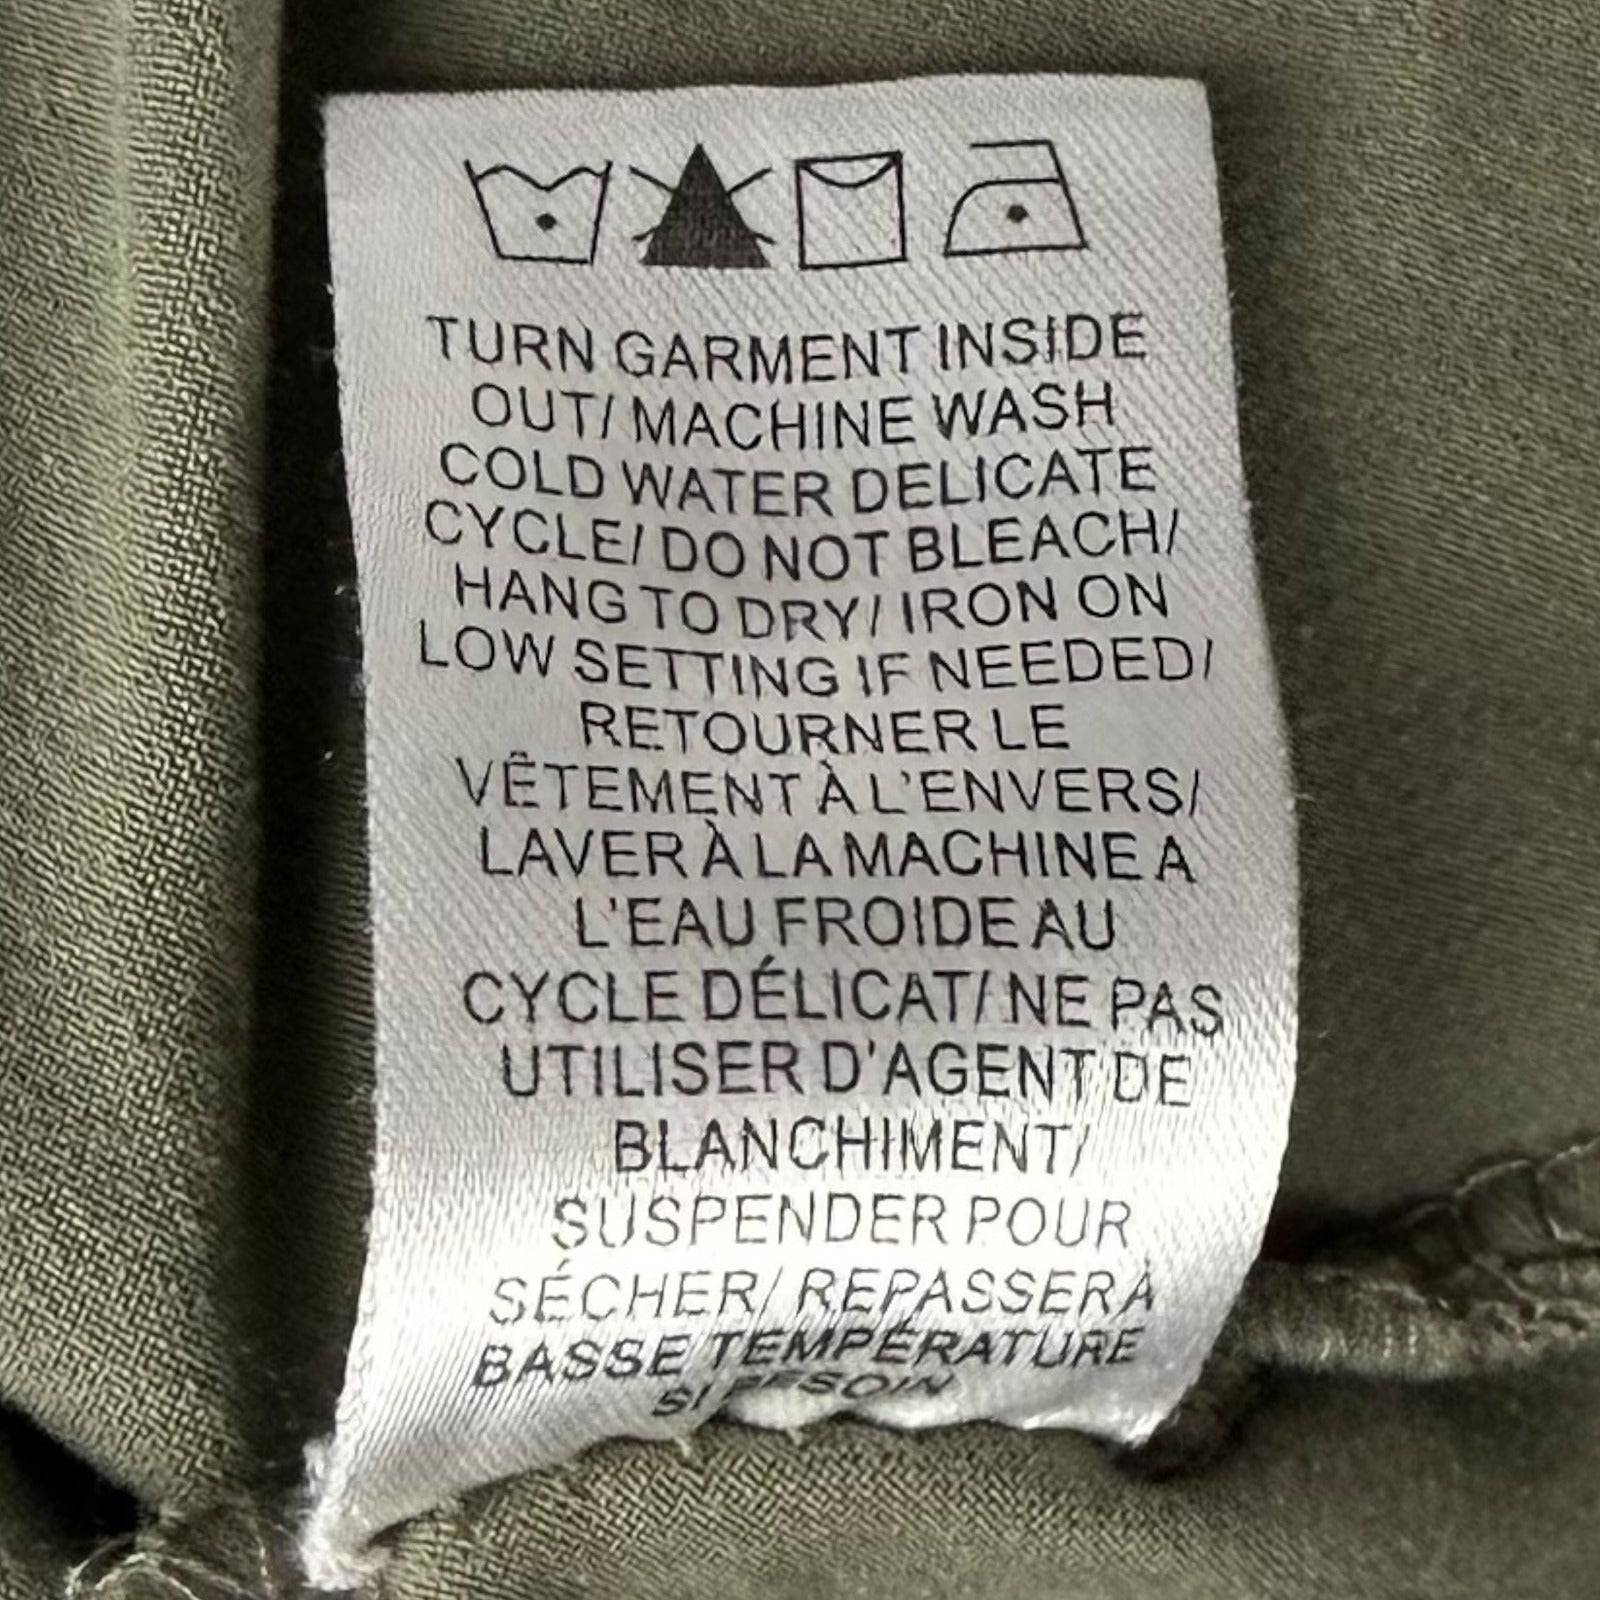 TURN GARMENT INSIDE
OUT/ MACHINE WASH
COLD WATER DELICATE
CYCLE/ DO NOT BLEACH/
HANG TO DRY/ IRON ON
LOW SETTING IF NEEDED/
RETOURNER LE
VÊTEMENT À L'ENVERS/
LAVER À LA MACHINE A
L'EAU FROIDE AU
CYCLE DÉLICAT/ NE PAS
UTILISER D'AGENT DE
BLANCHIMENT/
SUSPENDER POUR
SÉCHER/ REPASSER À
BASSE TEMPÉRATURE
SI BESOIN